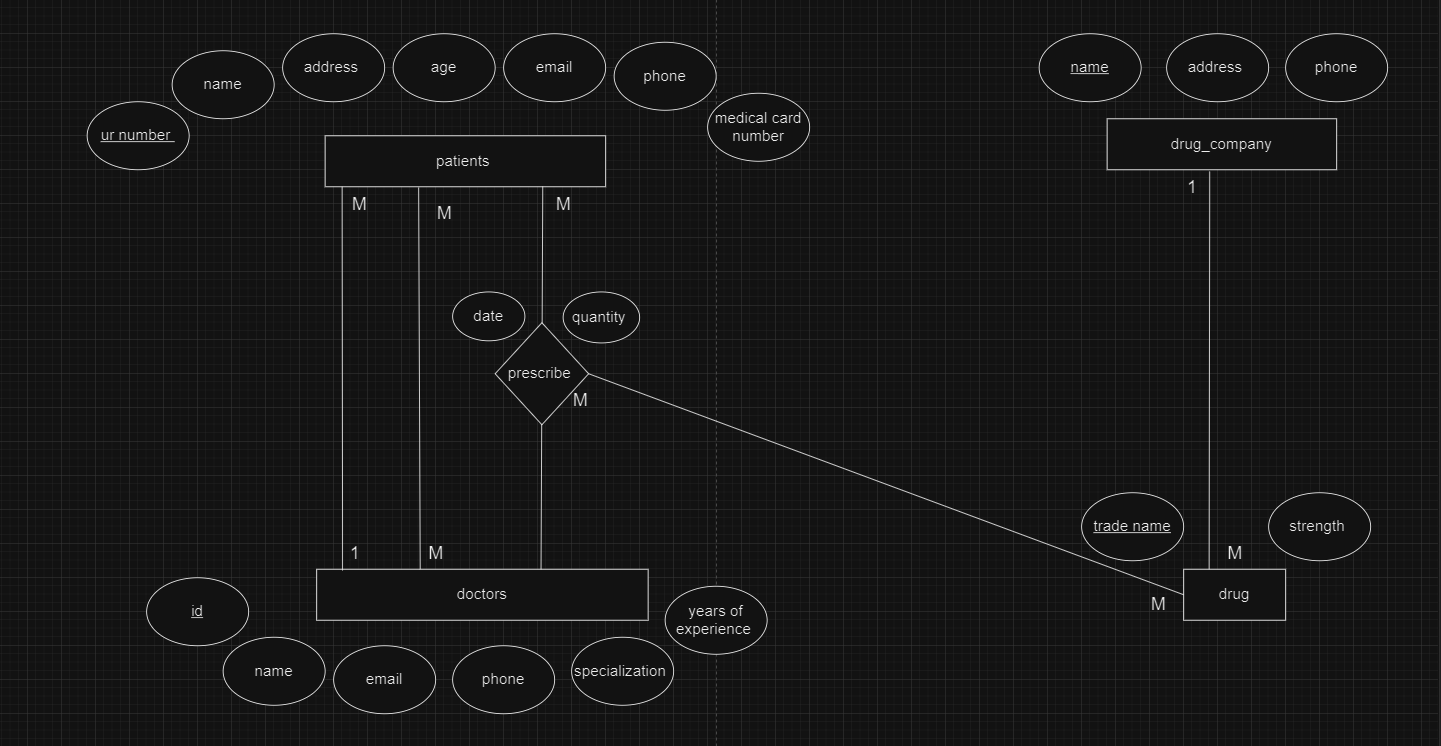 address
age
email
name
phone
medical card
number
ur number
patients
M
M
M
name
address
phone
drug_company
1
date
quantity
prescribe
M
1
M
doctors
id
name
email
phone
specialization
years of
experience
trade name
strength
M
M
drug